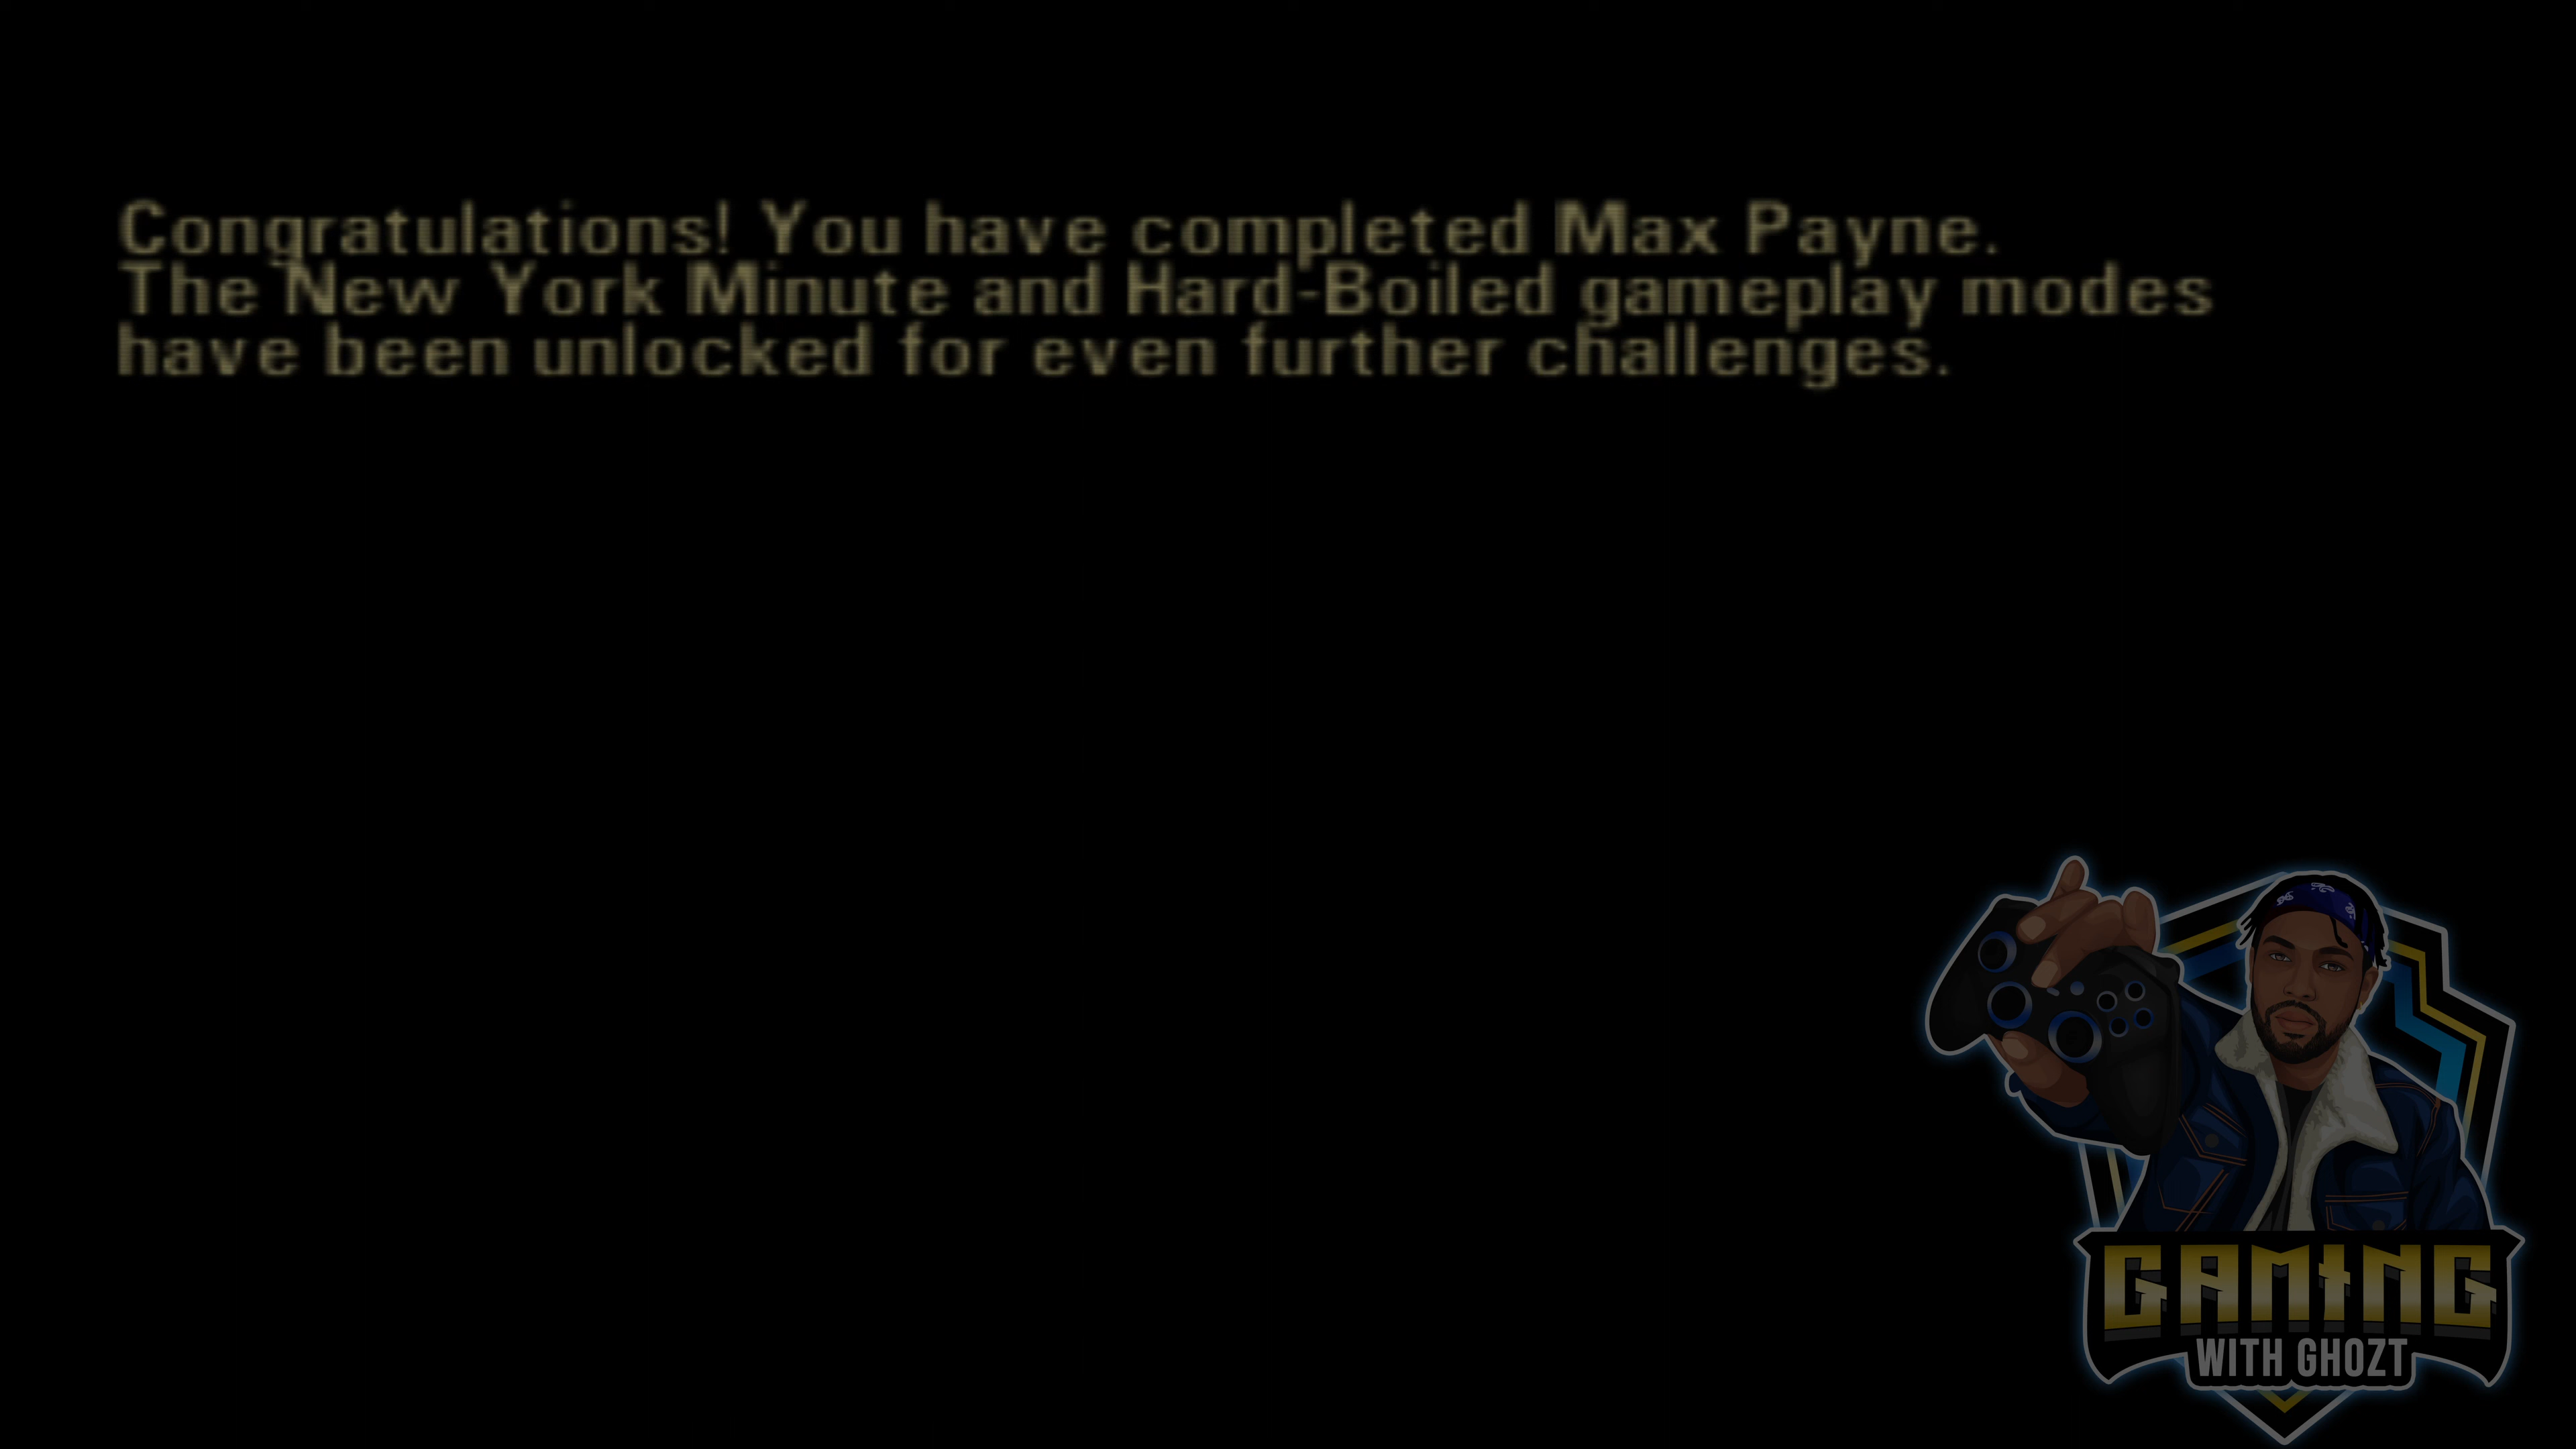 Congratulations! You have completed Max Payne.
The New York Minute and Hard-Boiled gameplay modes
have been unlocked for even further challenges.
GAMING
WITH GHOZT